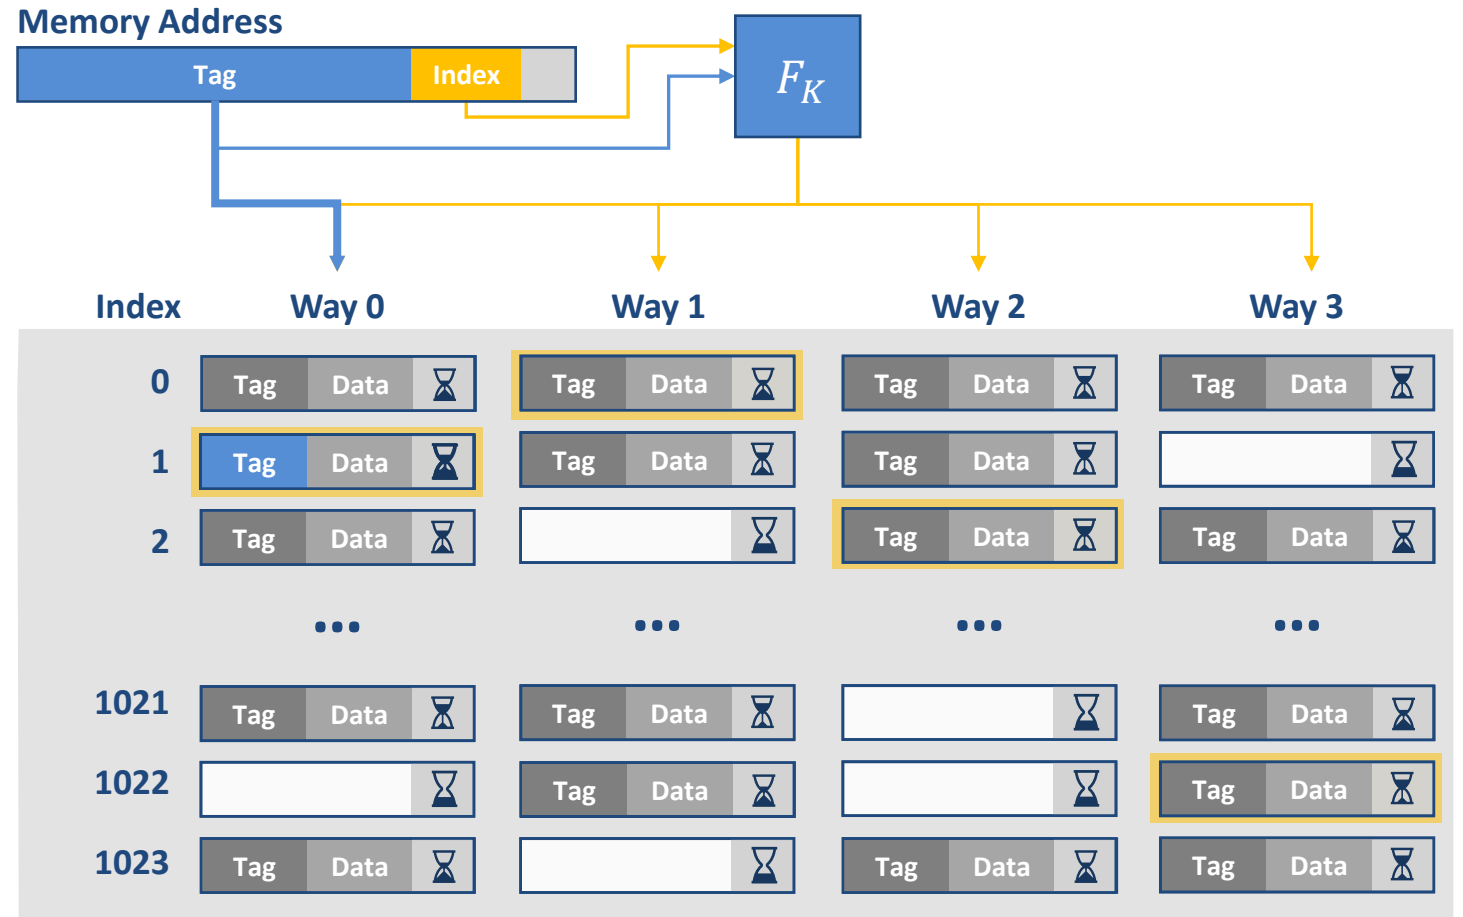 Memory Address
Tag Index
F_K
Index Way 0 Way 1 Way 2 Way 3
0 Tag Data Tag Data Tag Data Tag Data
1 Tag Data Tag Data Tag Data
2 Tag Data Tag Data Tag Data
... ... ... ...
1021 Tag Data Tag Data Tag Data
1022 Tag Data Tag Data
1023 Tag Data Tag Data Tag Data